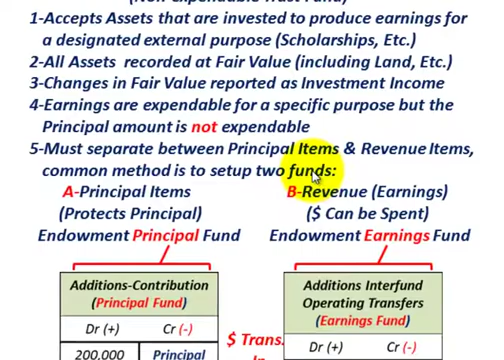 (Non-Expendable Trust Fund)
1-Accepts Assets that are invested to produce earnings for
a designated external purpose (Scholarships, Etc.)
2-All Assets recorded at Fair Value (including Land, Etc.)
3-Changes in Fair Value reported as Investment Income
4-Earnings are expendable for a specific purpose but the
Principal amount is not expendable
5-Must separate between Principal Items & Revenue Items,
common method is to setup two funds:
A-Principal Items
(Protects Principal)
Endowment Principal Fund
B-Revenue (Earnings)
($ Can be Spent)
Endowment Earnings Fund
Additions-Contribution
(Principal Fund)
Dr (+) Cr (-)
200,000 Principal
$ Trans.
In
Additions Interfund
Operating Transfers
(Earnings Fund)
Dr (+) Cr (-)